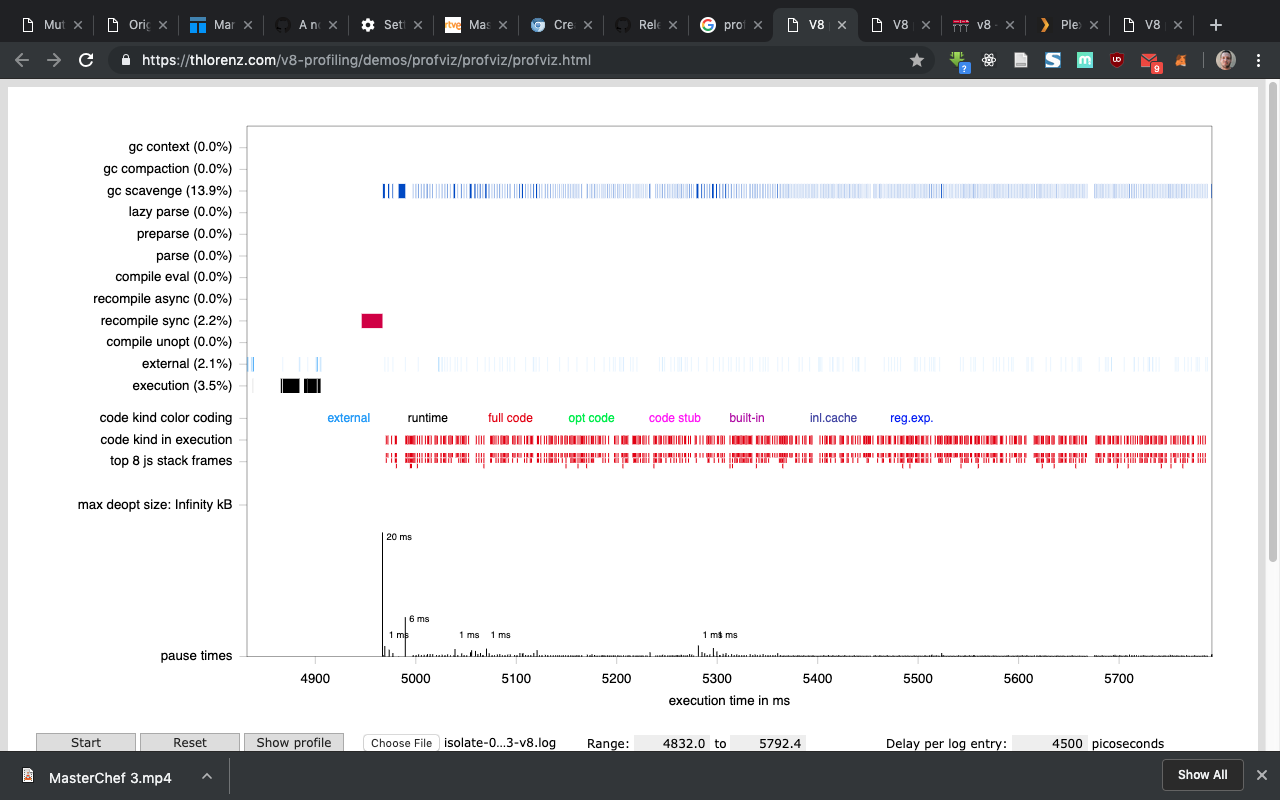 Mut
Orig
Mar
A n
Set
rtve
Mas
Cre
Rele
prof
V8
V8
v8 -
Plex
V8
https://thlorenz.com/v8-profiling/demos/profviz/profviz/profviz.html
?
S
m
UD
9
gc context (0.0%)
gc compaction (0.0%)
gc scavenge (13.9%)
lazy parse (0.0%)
preparse (0.0%)
parse (0.0%)
compile eval (0.0%)
recompile async (0.0%)
recompile sync (2.2%)
compile unopt (0.0%)
external (2.1%)
execution (3.5%)
code kind color coding
external runtime full code opt code code stub built-in inl.cache reg.exp.
code kind in execution
top 8 js stack frames
max deopt size: Infinity kB
20 ms
6 ms
1 ms 1 ms 1 ms 1 ms 1 ms
pause times
4900 5000 5100 5200 5300 5400 5500 5600 5700
execution time in ms
Start Reset Show profile Choose File isolate-0...3-v8.log Range: 4832.0 to 5792.4 Delay per log entry: 4500 picoseconds
MasterChef 3.mp4
Show All